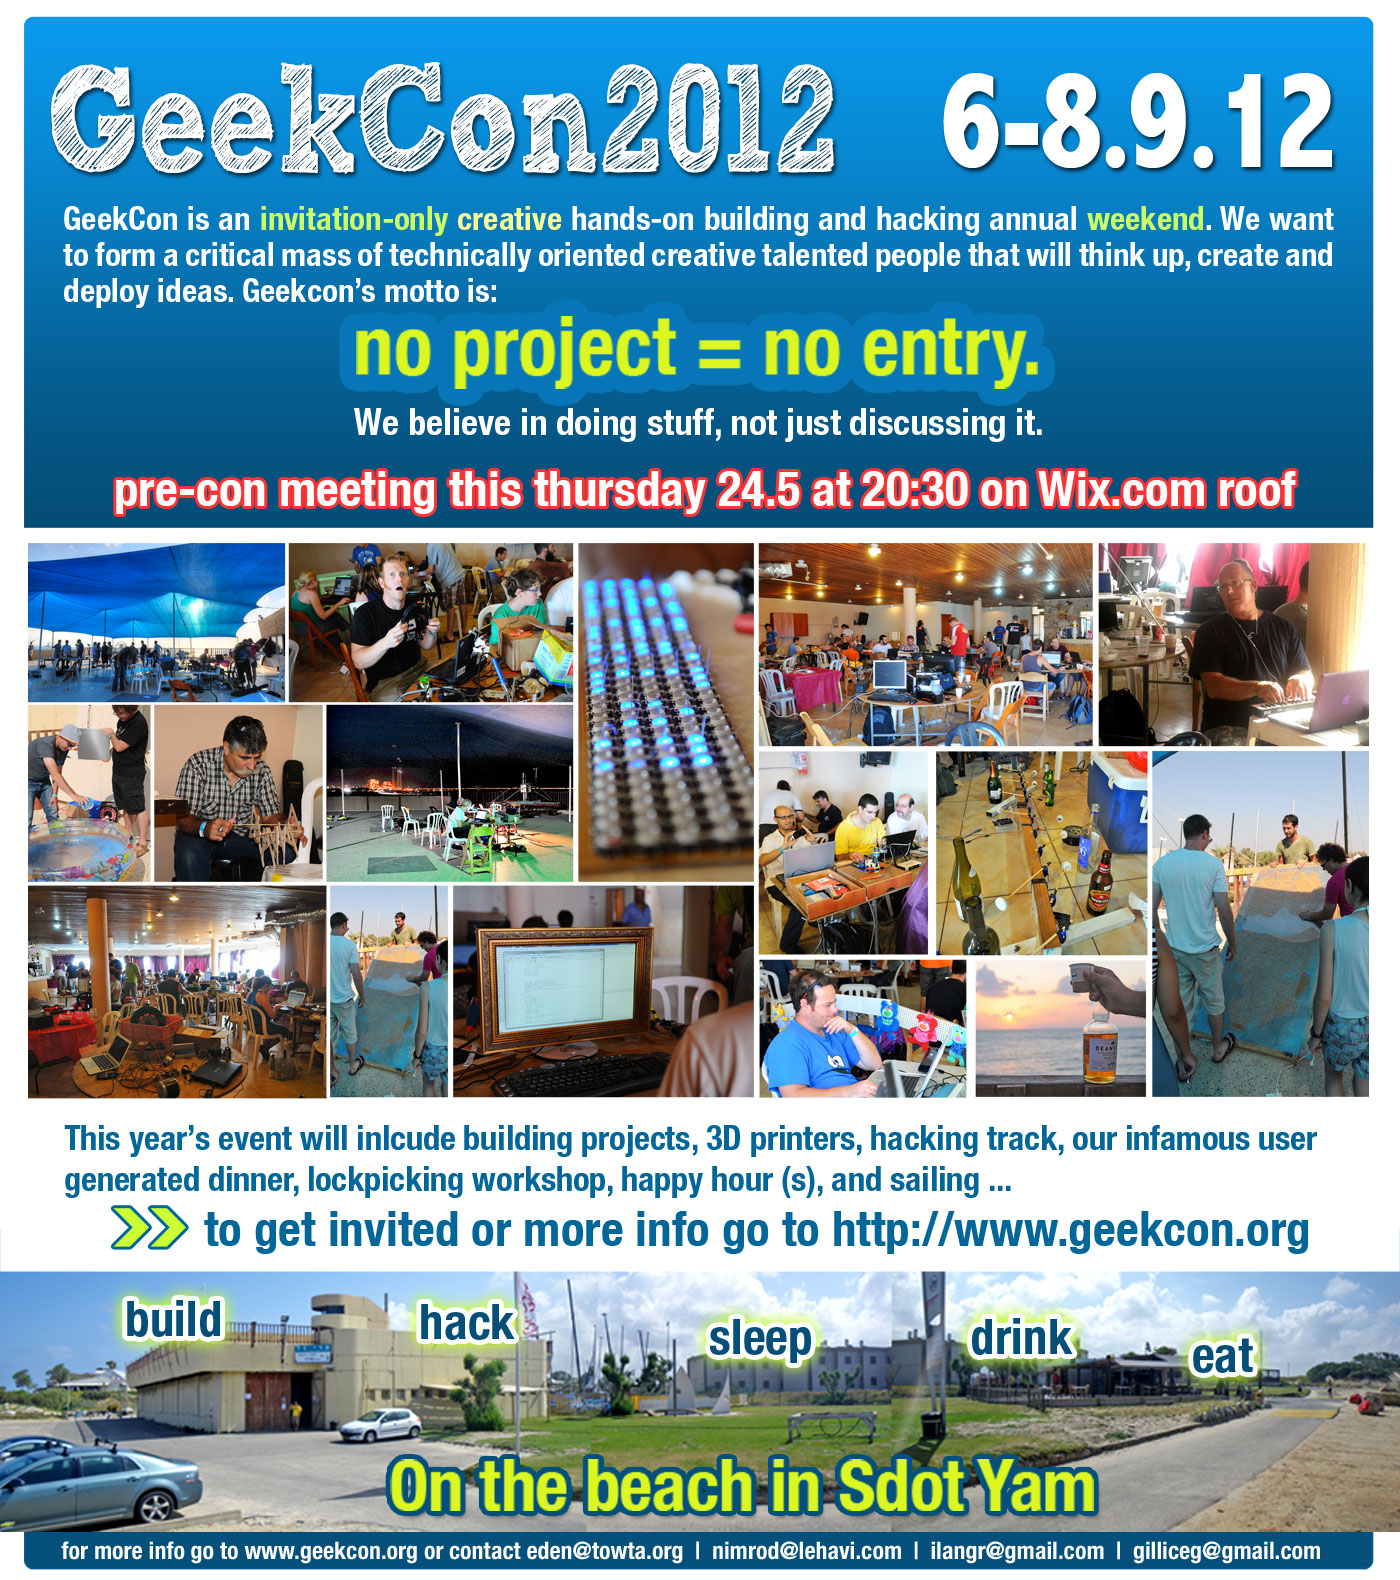 GeekCon2012 6-8.9.12
GeekCon is an invitation-only creative hands-on building and hacking annual weekend. We want
to form a critical mass of technically oriented creative talented people that will think up, create and
deploy ideas. Geekcon's motto is:
no project = no entry.
We believe in doing stuff, not just discussing it.
pre-con meeting this thursday 24.5 at 20:30 on Wix.com roof
DEANS
This year's event will inlcude building projects, 3D printers, hacking track, our infamous user
generated dinner, lockpicking workshop, happy hour (s), and sailing ...
to get invited or more info go to http://www.geekcon.org
build
hack
sleep
drink
eat
On the beach in Sdot Yam
for more info go to www.geekcon.org or contact eden@towta.org | nimrod@lehavi.com | ilangr@gmail.com | gilliceg@gmail.com